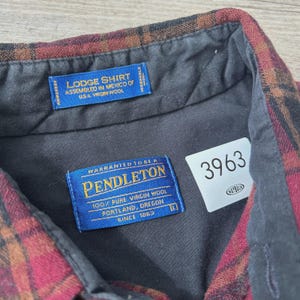 LODGE SHIRT
ASSEMBLED IN MEXICO OF
U.S.A. VIRGIN WOOL
WARRANTED TO BE A
PENDLETON
100% PURE VIRGIN WOOL
PORTLAND, OREGON
SINCE 1863
3963